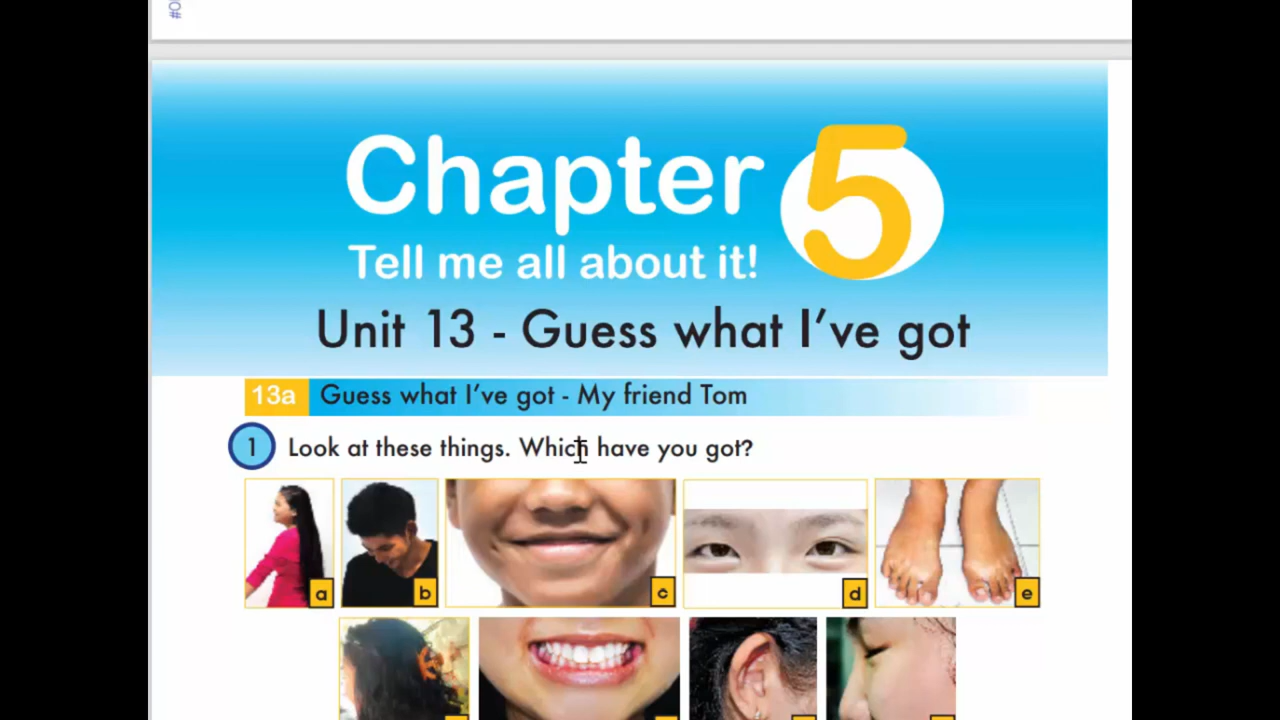 #O
Chapter 5
Tell me all about it!
Unit 13 - Guess what I've got
13a Guess what I've got - My friend Tom
1 Look at these things. Which have you got?
a b c d e